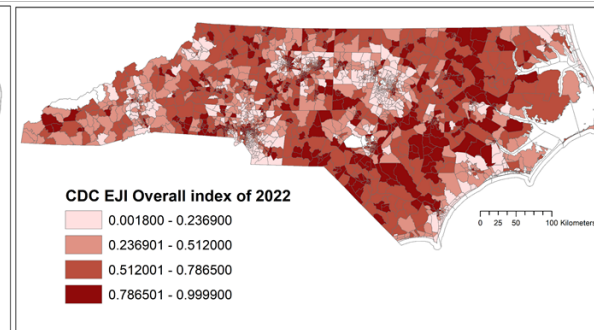 CDC EJI Overall index of 2022
0.001800 - 0.236900
0.236901 - 0.512000
0.512001 - 0.786500
0.786501 - 0.999900
0 25 50 100 Kilometers